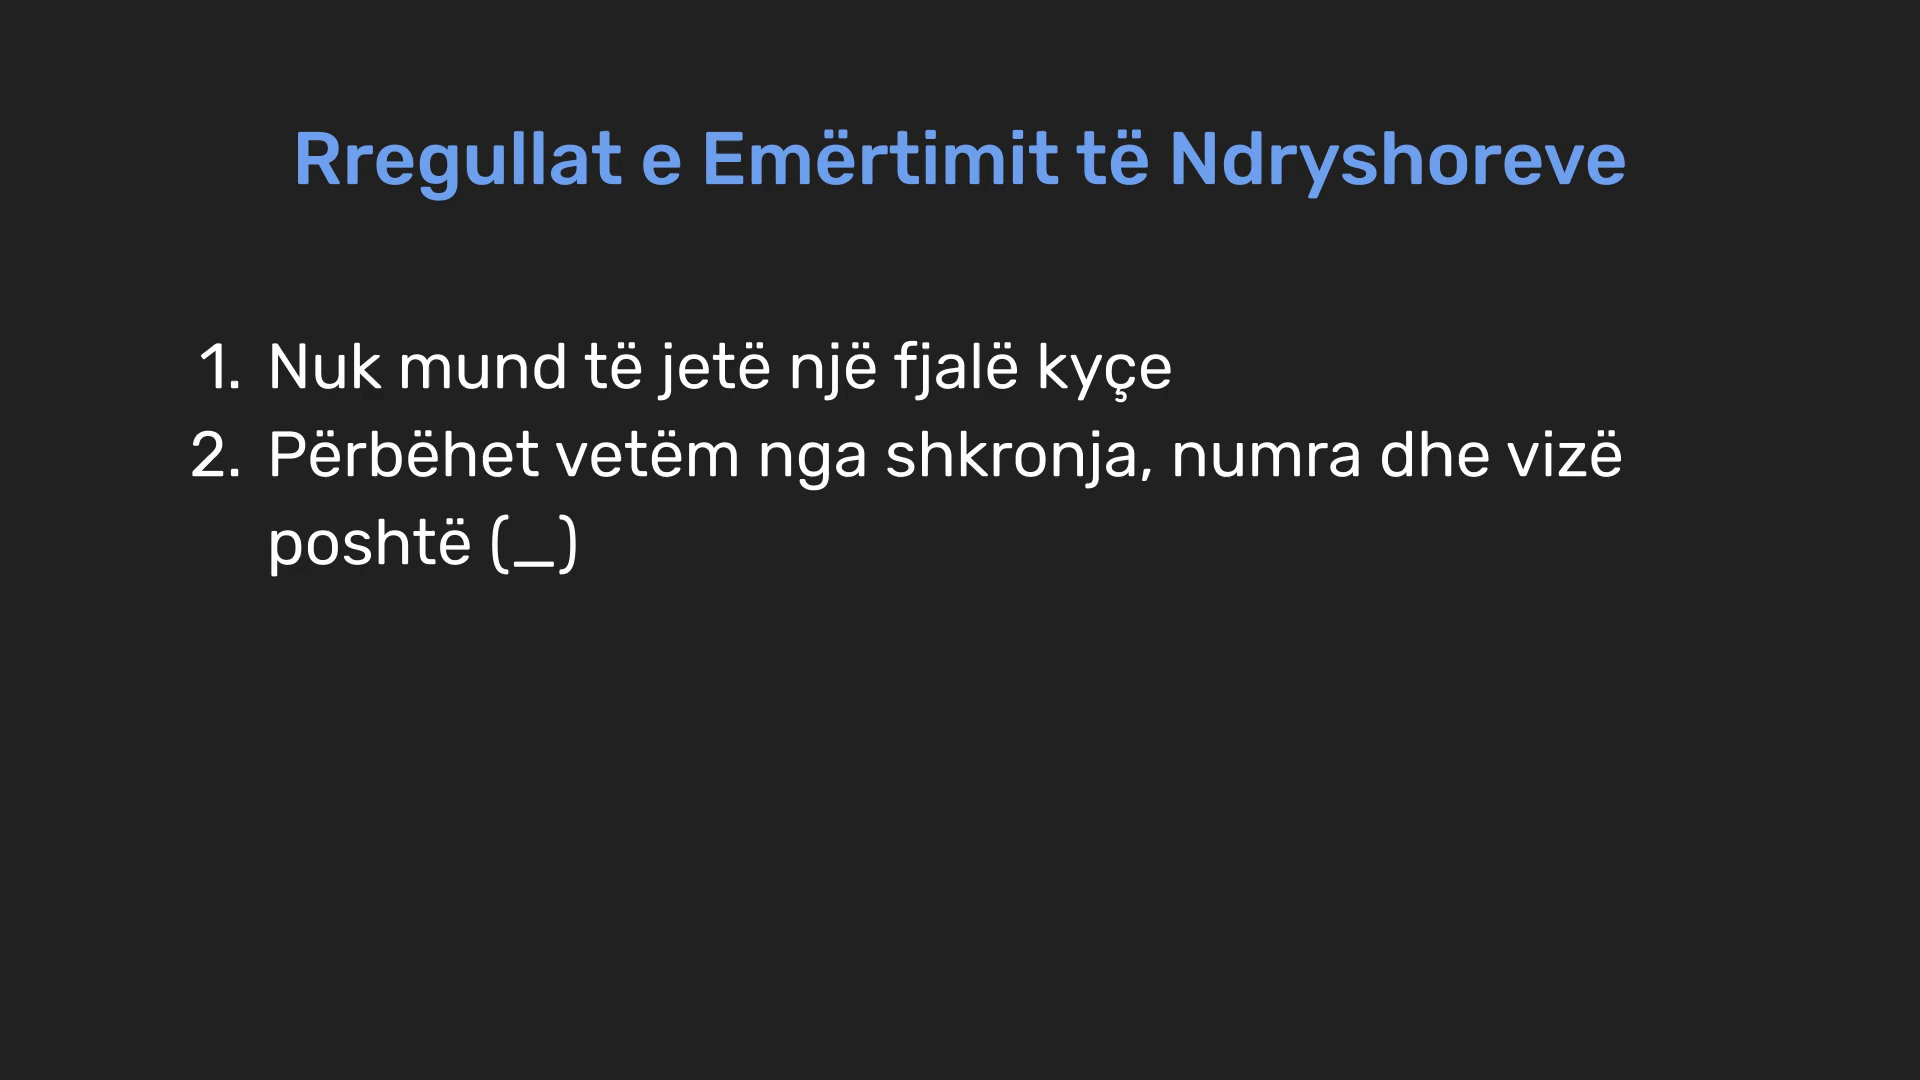 Rregullat e Emërtimit të Ndryshoreve
1. Nuk mund të jetë një fjalë kyçe
2. Përbëhet vetëm nga shkronja, numra dhe vizë
poshtë (_)